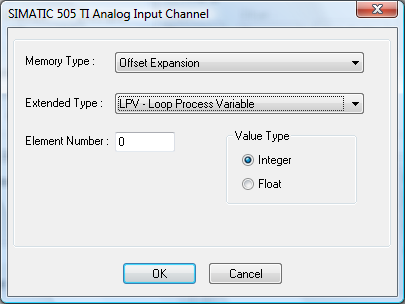 SIMATIC 505 TI Analog Input Channel
Memory Type : Offset Expansion
Extended Type : LPV - Loop Process Variable
Element Number : 0
Value Type
Integer
Float
OK Cancel